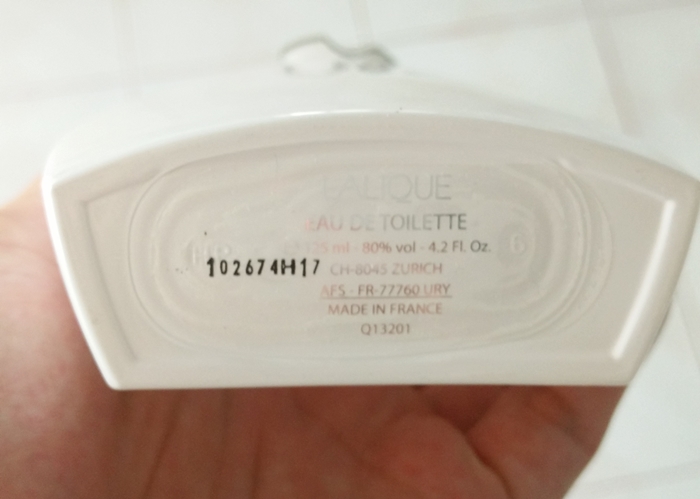 LALIQUE
EAU DE TOILETTE
125 ml - 80% vol - 4.2 Fl. Oz.
102674H17 CH-8045 ZURICH
AFS - FR-77760 URY
MADE IN FRANCE
Q13201